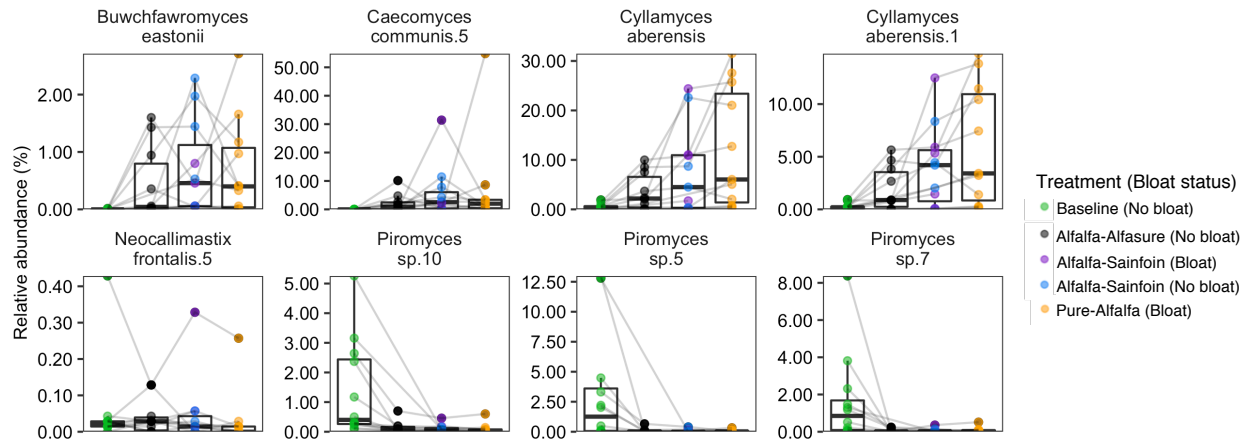 Buwchfawromyces
eastonii
Caecomyces
communis.5
Cyllamyces
aberensis
Cyllamyces
aberensis.1
2.00
1.00
0.00
50.00
40.00
30.00
20.00
10.00
0.00
30.00
20.00
10.00
0.00
10.00
5.00
0.00
Relative abundance (%)
Neocallimastix
frontalis.5
Piromyces
sp.10
Piromyces
sp.5
Piromyces
sp.7
0.40
0.30
0.20
0.10
0.00
5.00
4.00
3.00
2.00
1.00
0.00
12.50
10.00
7.50
5.00
2.50
0.00
8.00
6.00
4.00
2.00
0.00
Treatment (Bloat status)
Baseline (No bloat)
Alfalfa-Alfasure (No bloat)
Alfalfa-Sainfoin (Bloat)
Alfalfa-Sainfoin (No bloat)
Pure-Alfalfa (Bloat)